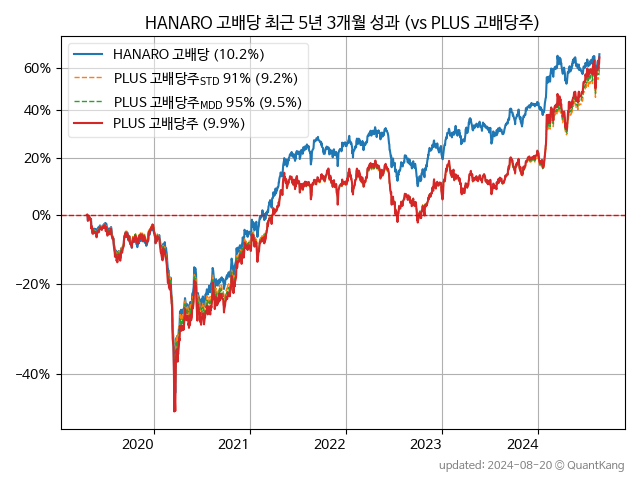 HANARO 고배당 최근 5년 3개월 성과 (vs PLUS 고배당주)
HANARO 고배당 (10.2%)
PLUS 고배당주STD 91% (9.2%)
PLUS 고배당주MDD 95% (9.5%)
PLUS 고배당주 (9.9%)
60%
40%
20%
0%
−20%
−40%
2020 2021 2022 2023 2024
updated: 2024-08-20 © QuantKang